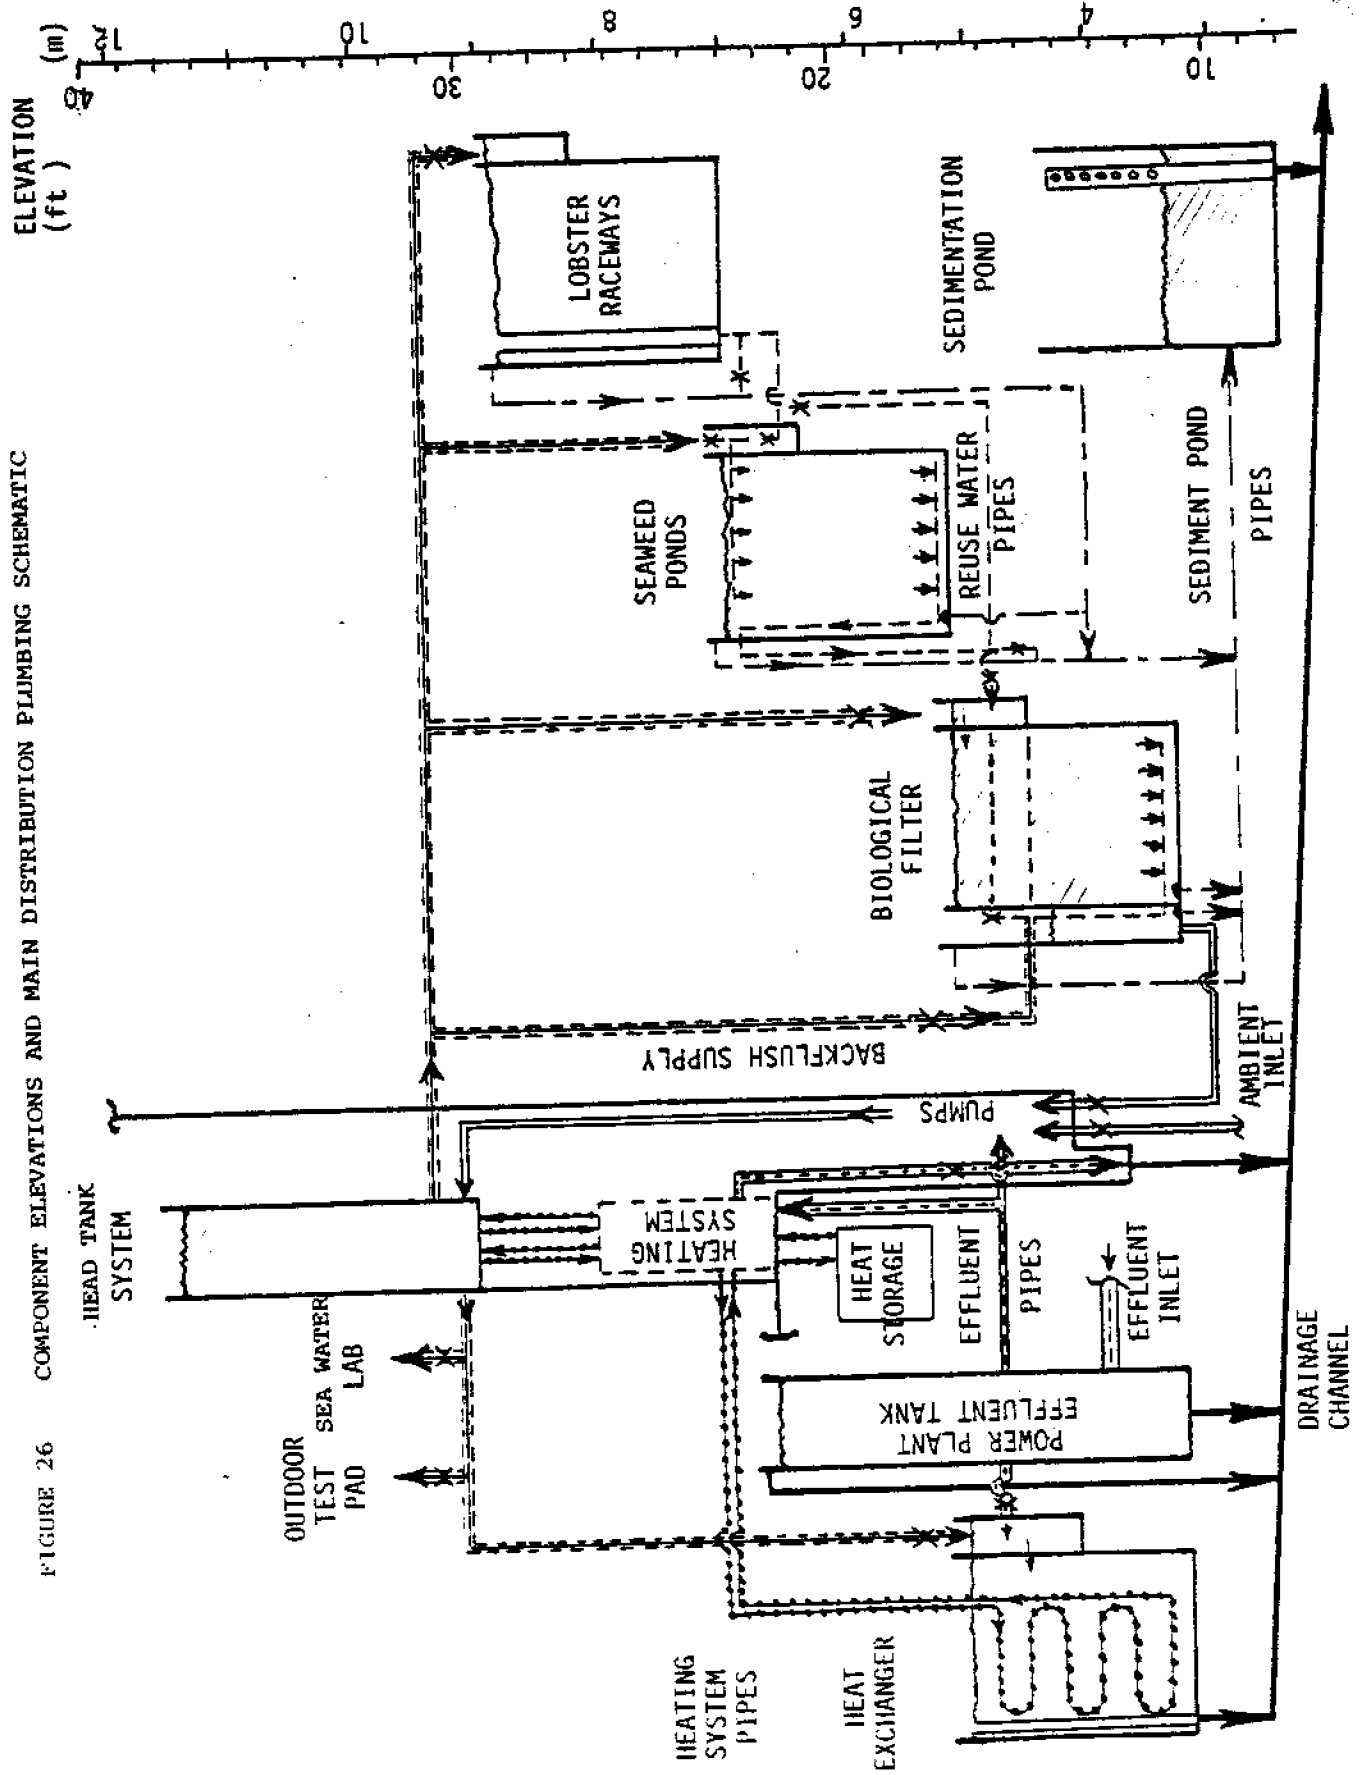 FIGURE 26 COMPONENT ELEVATIONS AND MAIN DISTRIBUTION PLUMBING SCHEMATIC
ELEVATION
(ft) (m)
40
30
20
10
10
8
6
4
HEAD TANK
SYSTEM
OUTDOOR
TEST
PAD
SEA WATER
LAB
LOBSTER
RACEWAYS
SEAWEED
PONDS
SEDIMENTATION
POND
BIOLOGICAL
FILTER
REUSE WATER
PIPES
SEDIMENT POND
PIPES
BACKFLUSH SUPPLY
PUMPS
AMBIENT
INLET
HEATING
SYSTEM
HEAT
STORAGE
EFFLUENT
PIPES
EFFLUENT
INLET
POWER PLANT
EFFLUENT TANK
HEATING
SYSTEM
PIPES
HEAT
EXCHANGER
DRAINAGE
CHANNEL